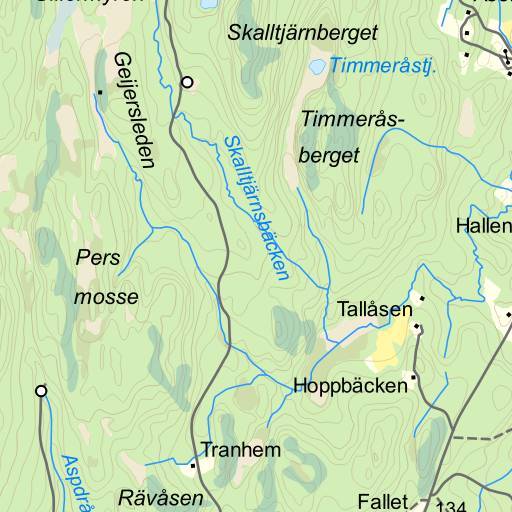 Skalltjärnberget
Timmeråstj.
Geijersleden
Timmerås-
berget
Skalltjärnsbäcken
Hallen
Pers
mosse
Tallåsen
Hoppbäcken
Tranhem
Rävåsen
Fallet
134